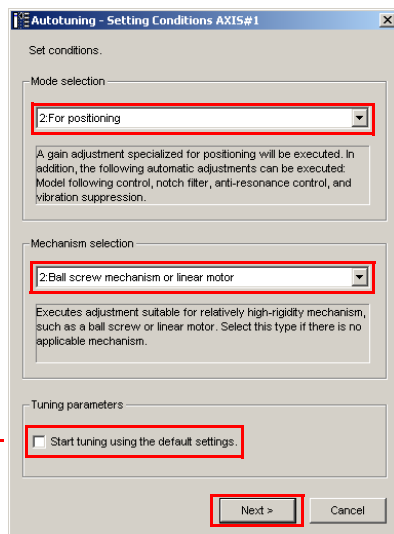 Autotuning - Setting Conditions AXIS#1
Set conditions.
Mode selection
2:For positioning
A gain adjustment specialized for positioning will be executed. In
addition, the following automatic adjustments can be executed:
Model following control, notch filter, anti-resonance control, and
vibration suppression.
Mechanism selection
2:Ball screw mechanism or linear motor
Executes adjustment suitable for relatively high-rigidity mechanism,
such as a ball screw or linear motor. Select this type if there is no
applicable mechanism.
Tuning parameters
Start tuning using the default settings.
Next >
Cancel